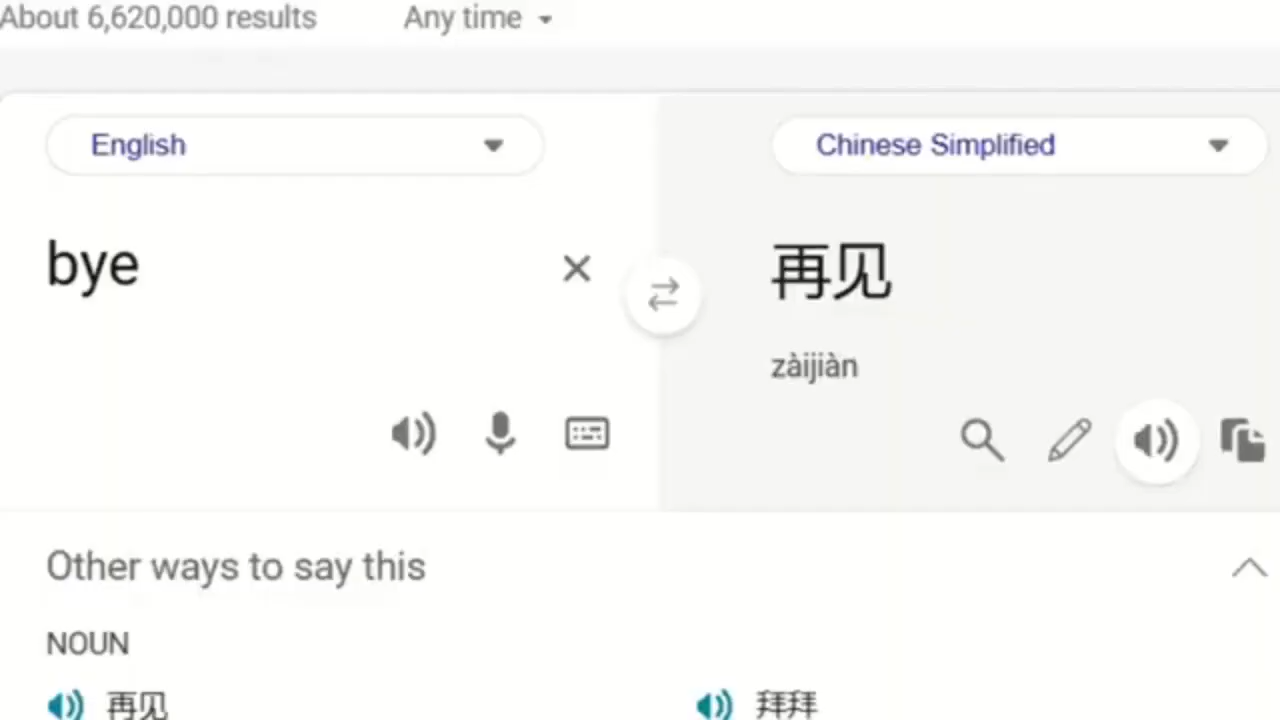 About 6,620,000 results Any time
English Chinese Simplified
bye 再见
zàijiàn
Other ways to say this
NOUN
再见 拜拜